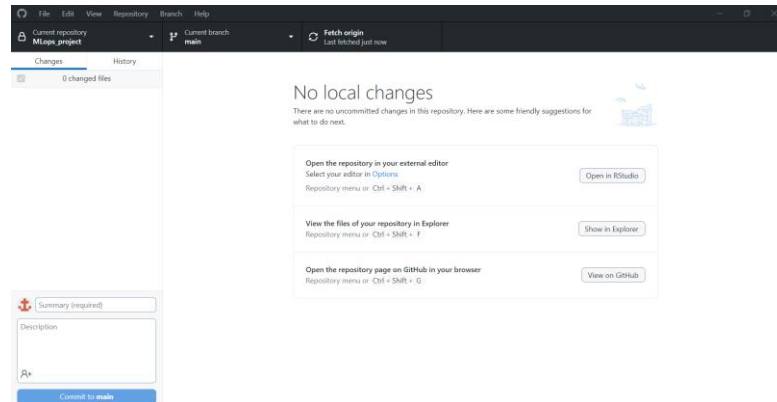 File Edit View Repository Branch Help
Current repository
MLops_project
Current branch
main
Fetch origin
Last fetched just now
Changes History
0 changed files
No local changes
There are no uncommitted changes in this repository. Here are some friendly suggestions for
what to do next.
Open the repository in your external editor
Select your editor in Options
Repository menu or Ctrl + Shift + A
Open in RStudio
View the files of your repository in Explorer
Repository menu or Ctrl + Shift + F
Show in Explorer
Open the repository page on GitHub in your browser
Repository menu or Ctrl + Shift + G
View on GitHub
Summary (required)
Description
Commit to main